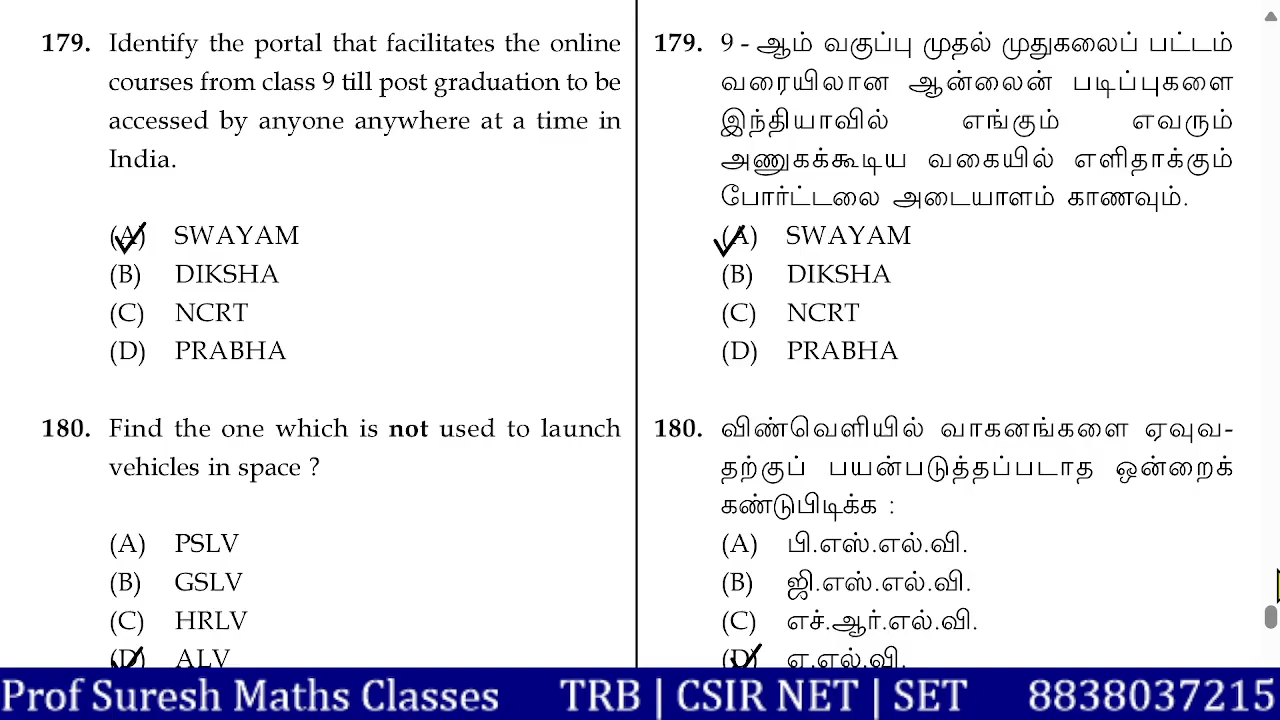 179. Identify the portal that facilitates the online
courses from class 9 till post graduation to be
accessed by anyone anywhere at a time in
India.
(A) SWAYAM
(B) DIKSHA
(C) NCRT
(D) PRABHA
180. Find the one which is not used to launch
vehicles in space ?
(A) PSLV
(B) GSLV
(C) HRLV
(D) ALV
179. 9 - ஆம் வகுப்பு முதல் முதுகலைப் பட்டம்
வரையிலான ஆன்லைன் படிப்புகளை
இந்தியாவில் எங்கும் எவரும்
அணுகக்கூடிய வகையில் எளிதாக்கும்
போர்ட்டலை அடையாளம் காணவும்.
(A) SWAYAM
(B) DIKSHA
(C) NCRT
(D) PRABHA
180. விண்வெளியில் வாகனங்களை ஏவுவ-
தற்குப் பயன்படுத்தப்படாத ஒன்றைக்
கண்டுபிடிக்க :
(A) பி.எஸ்.எல்.வி.
(B) ஜி.எஸ்.எல்.வி.
(C) எச்.ஆர்.எல்.வி.
(D) ஏ.எல்.வி.
Prof Suresh Maths Classes TRB | CSIR NET | SET 8838037215